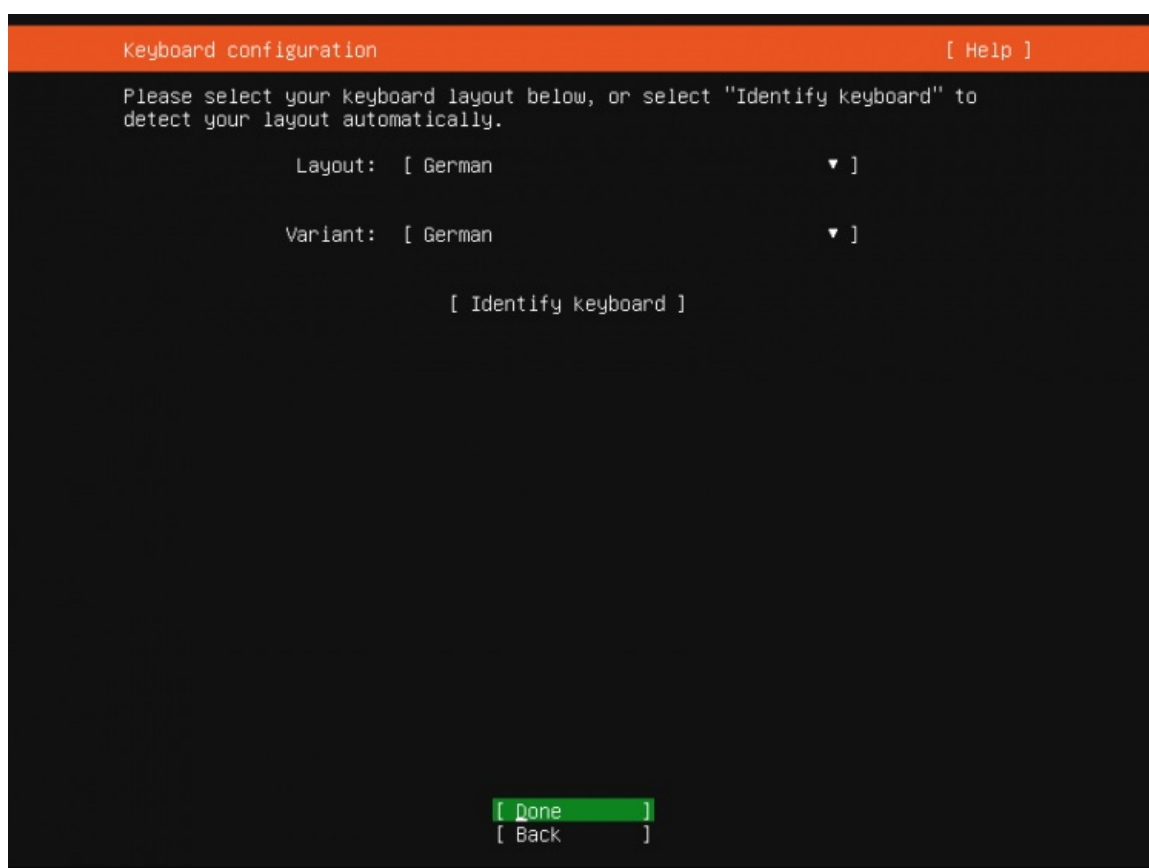 Keyboard configuration [ Help ]
Please select your keyboard layout below, or select "Identify keyboard" to
detect your layout automatically.
Layout: [ German ▾ ]
Variant: [ German ▾ ]
[ Identify keyboard ]
[ Done ]
[ Back ]